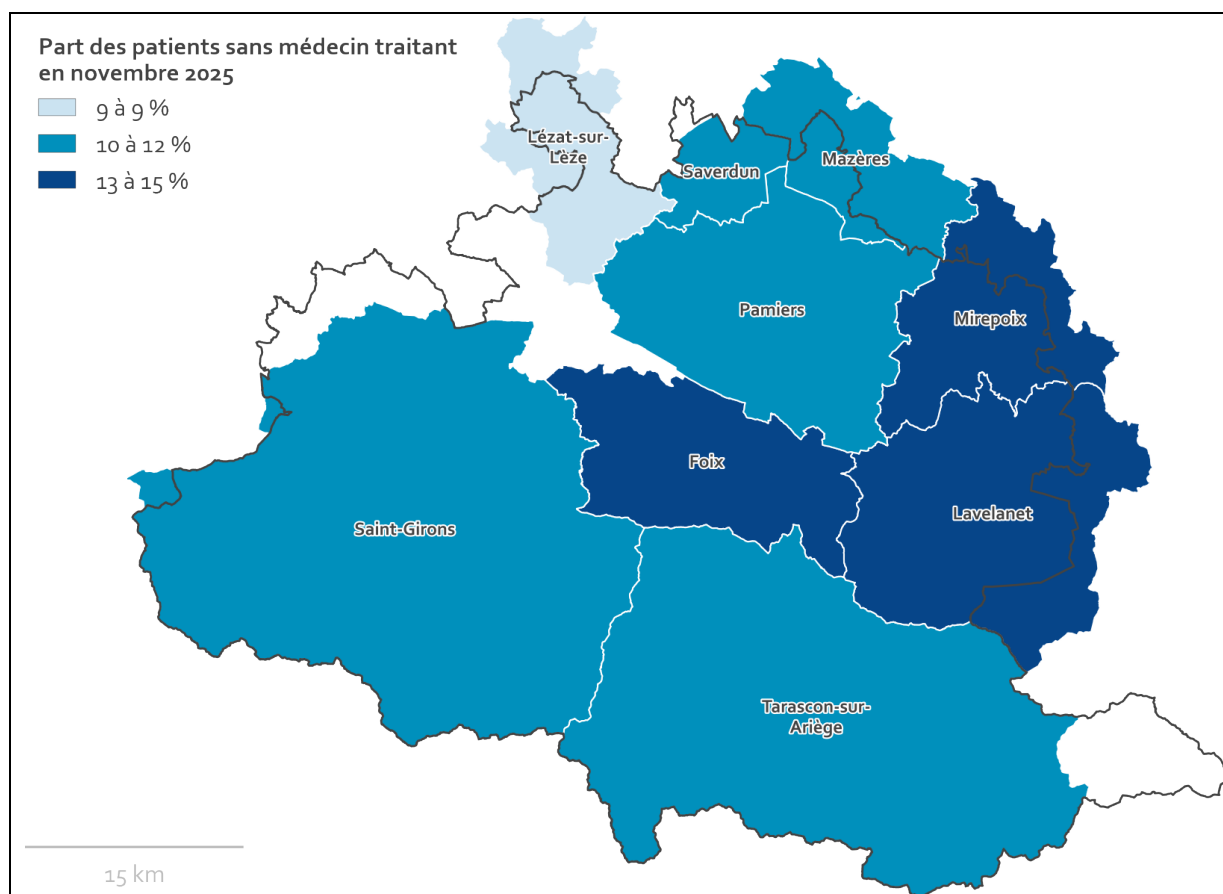 Part des patients sans médecin traitant
en novembre 2025
9 à 9 %
10 à 12 %
13 à 15 %
Lézat-sur-
Lèze
Saverdun
Mazères
Pamiers
Mirepoix
Foix
Lavelanet
Saint-Girons
Tarascon-sur-
Ariège
15 km